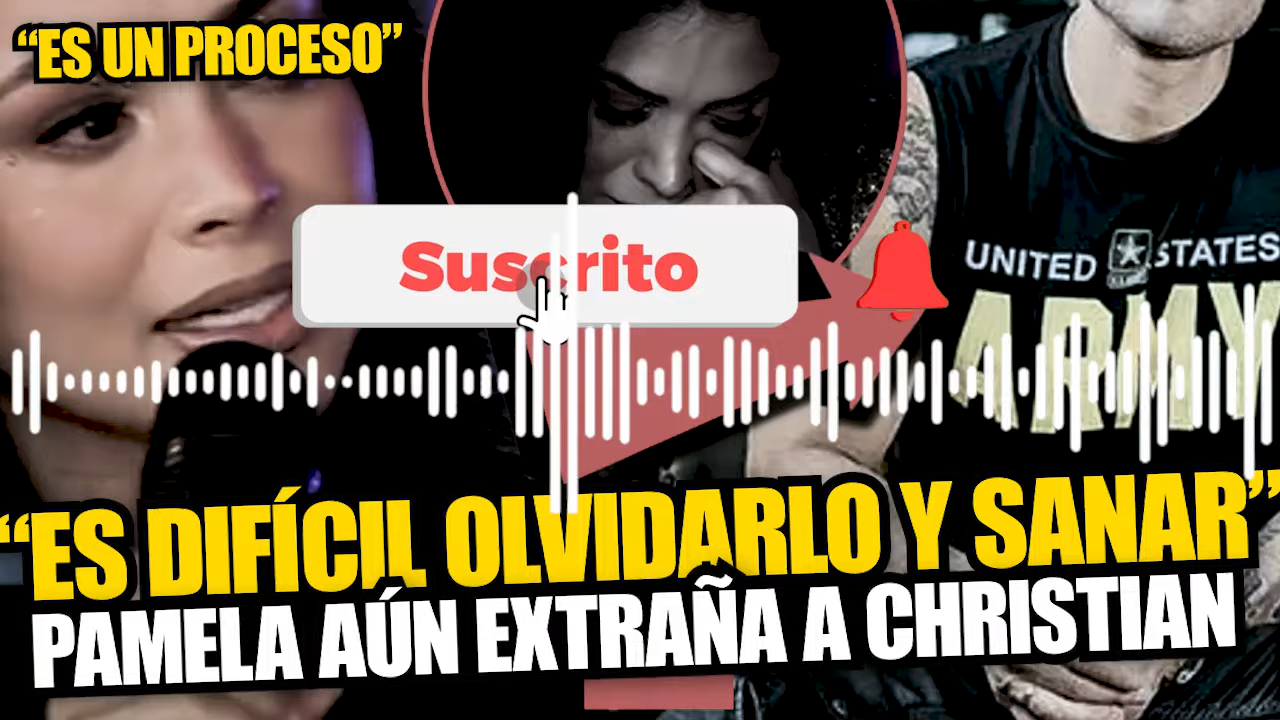 “ES UN PROCESO”
Suscrito
UNITED STATES
ARMY
“ES DIFÍCIL OLVIDARLO Y SANAR”
PAMELA AÚN EXTRAÑA A CHRISTIAN